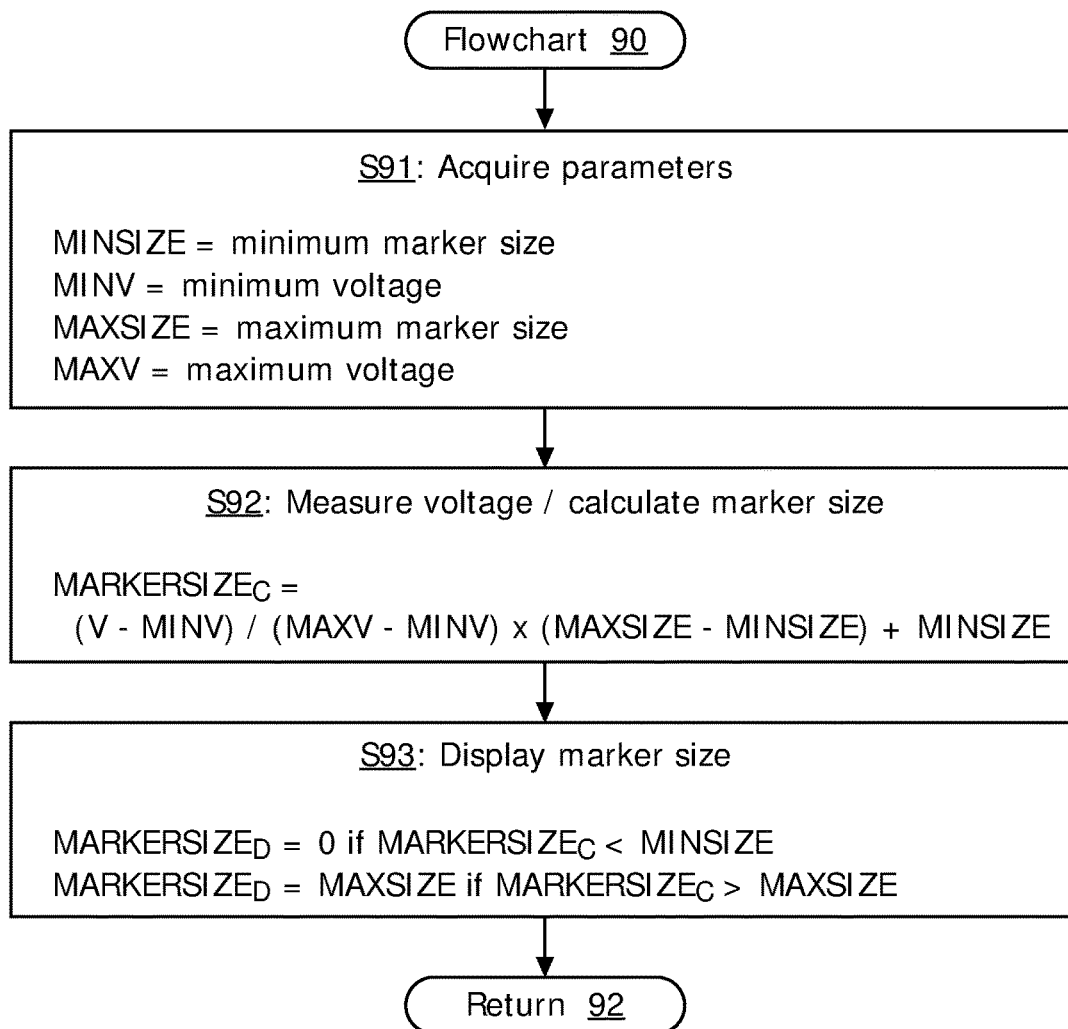 Flowchart 90
S91: Acquire parameters
MINSIZE = minimum marker size
MINV = minimum voltage
MAXSIZE = maximum marker size
MAXV = maximum voltage
S92: Measure voltage / calculate marker size
MARKERSIZEC =
(V - MINV) / (MAXV - MINV) x (MAXSIZE - MINSIZE) + MINSIZE
S93: Display marker size
MARKERSIZED = 0 if MARKERSIZEC < MINSIZE
MARKERSIZED = MAXSIZE if MARKERSIZEC > MAXSIZE
Return 92